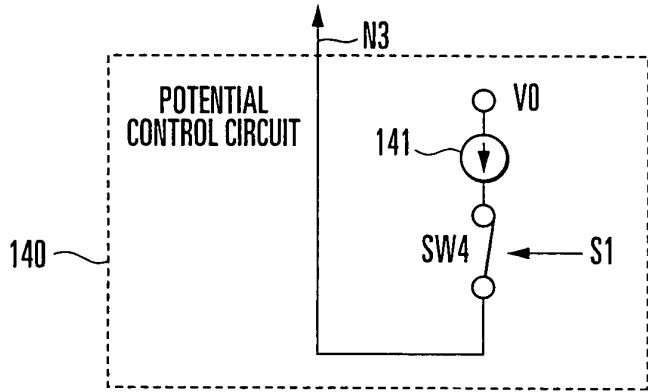 N3
POTENTIAL
CONTROL CIRCUIT
V0
141
140
SW4
S1